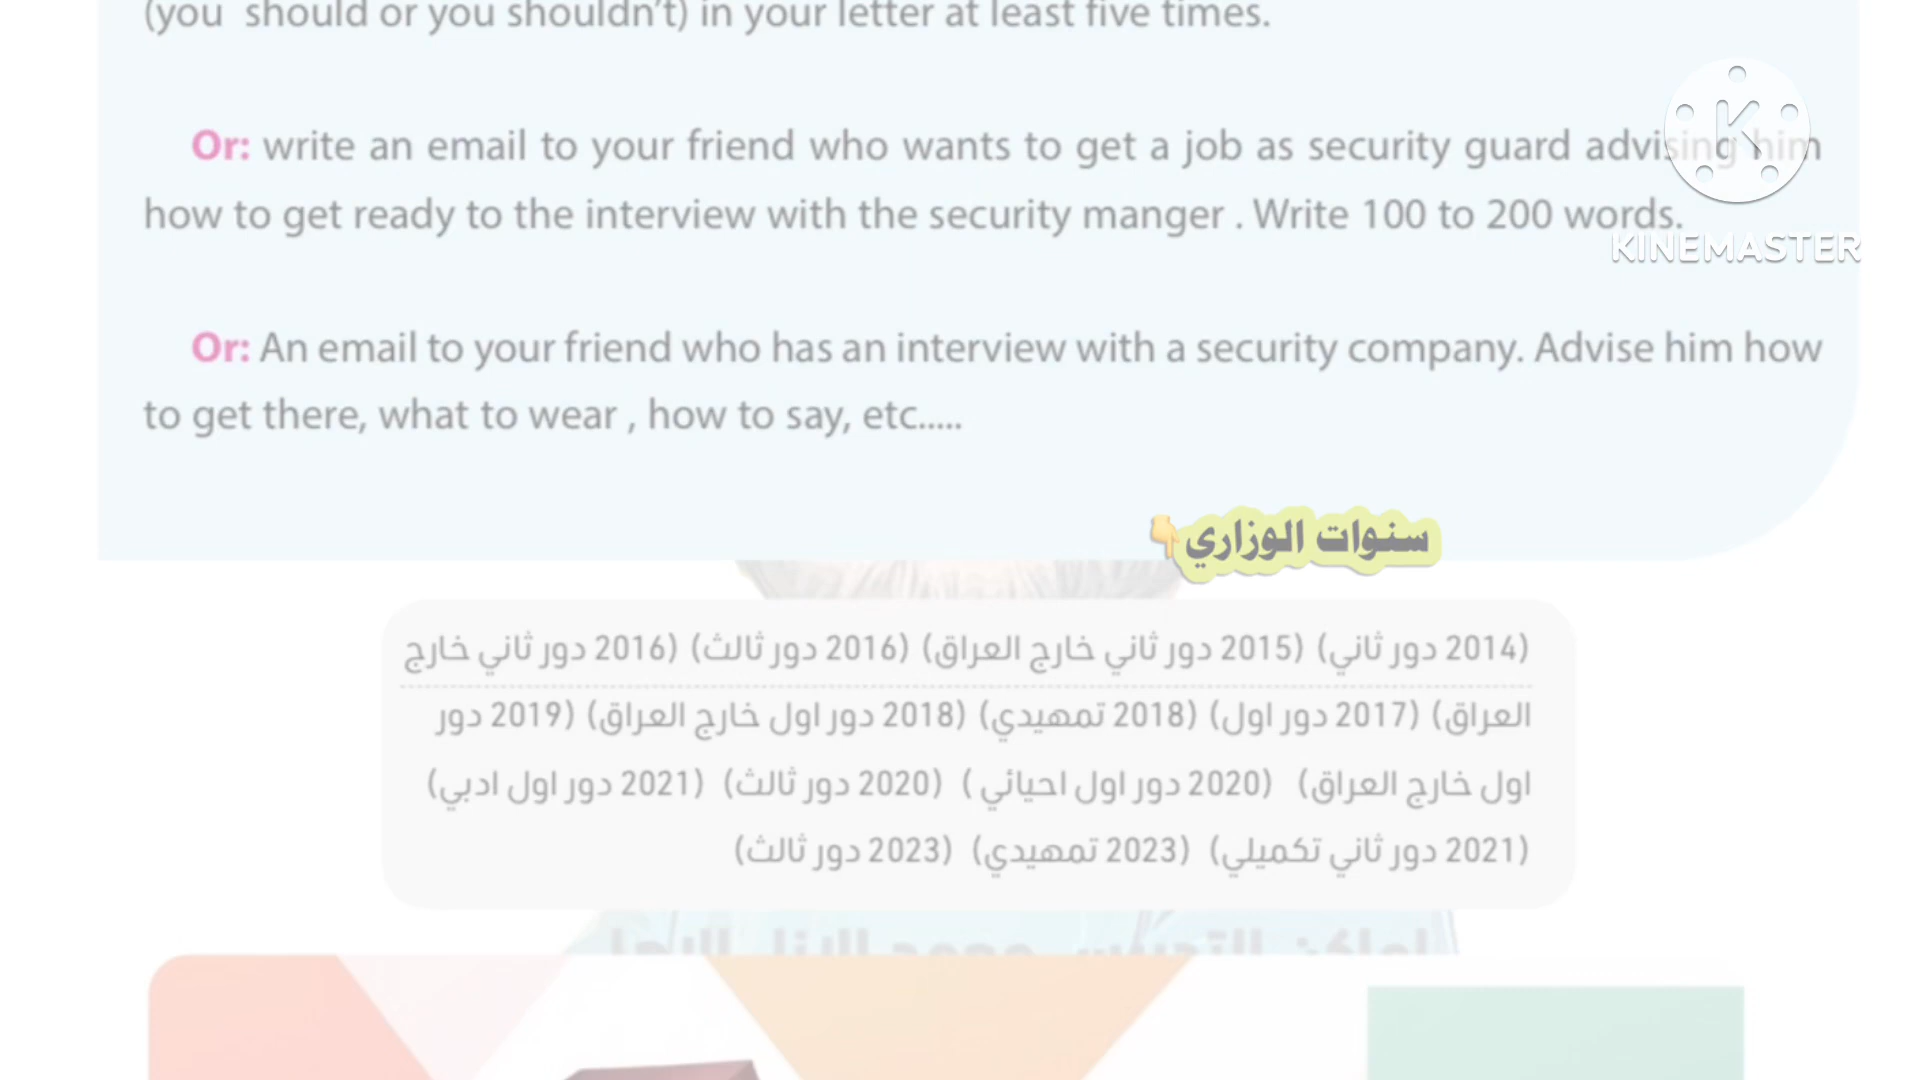 (you should or you shouldn't) in your letter at least five times.
Or: write an email to your friend who wants to get a job as security guard advising him
how to get ready to the interview with the security manger . Write 100 to 200 words.
KINEMASTER
Or: An email to your friend who has an interview with a security company. Advise him how
to get there, what to wear , how to say, etc.....
سنوات الوزاري👇
(2014 دور ثاني) (2015 دور ثاني خارج العراق) (2016 دور ثالث) (2016 دور ثاني خارج
العراق) (2017 دور اول) (2018 تمهيدي) (2018 دور اول خارج العراق) (2019 دور
اول خارج العراق) (2020 دور اول احيائي ) (2020 دور ثالث) (2021 دور اول ادبي)
(2021 دور ثاني تكميلي) (2023 تمهيدي) (2023 دور ثالث)